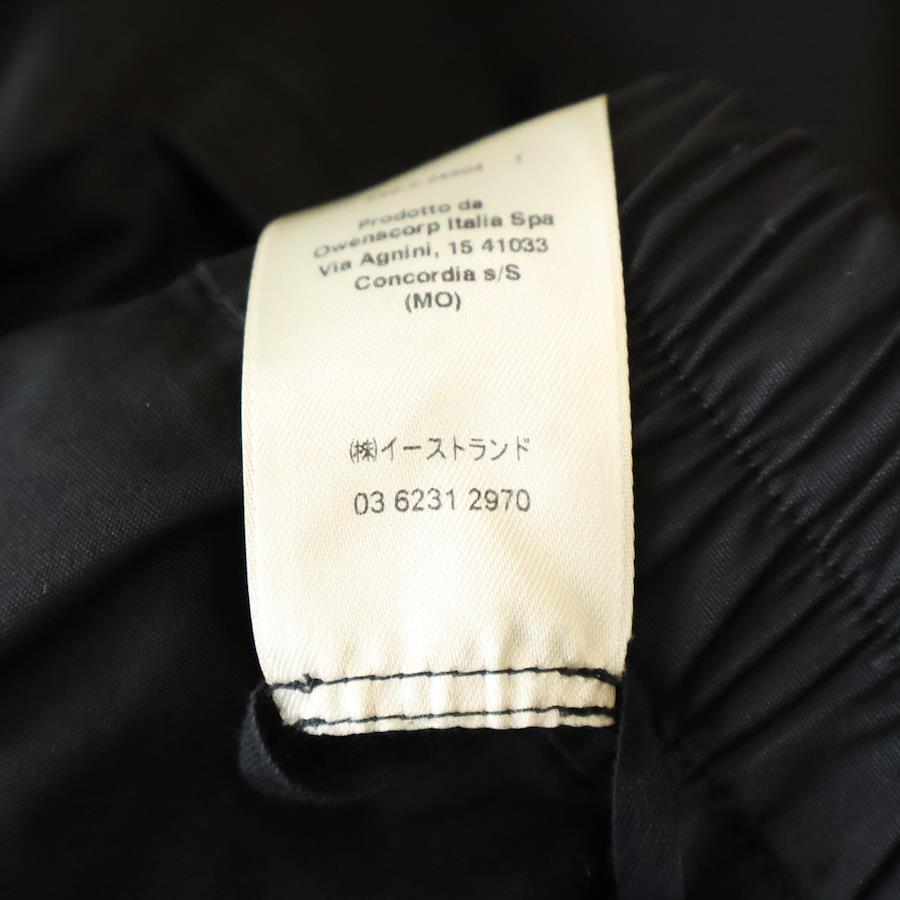 Prodotto da
Owenscorp Italia Spa
Via Agnini, 15 41033
Concordia s/S
(MO)
㈱イーストランド
03 6231 2970